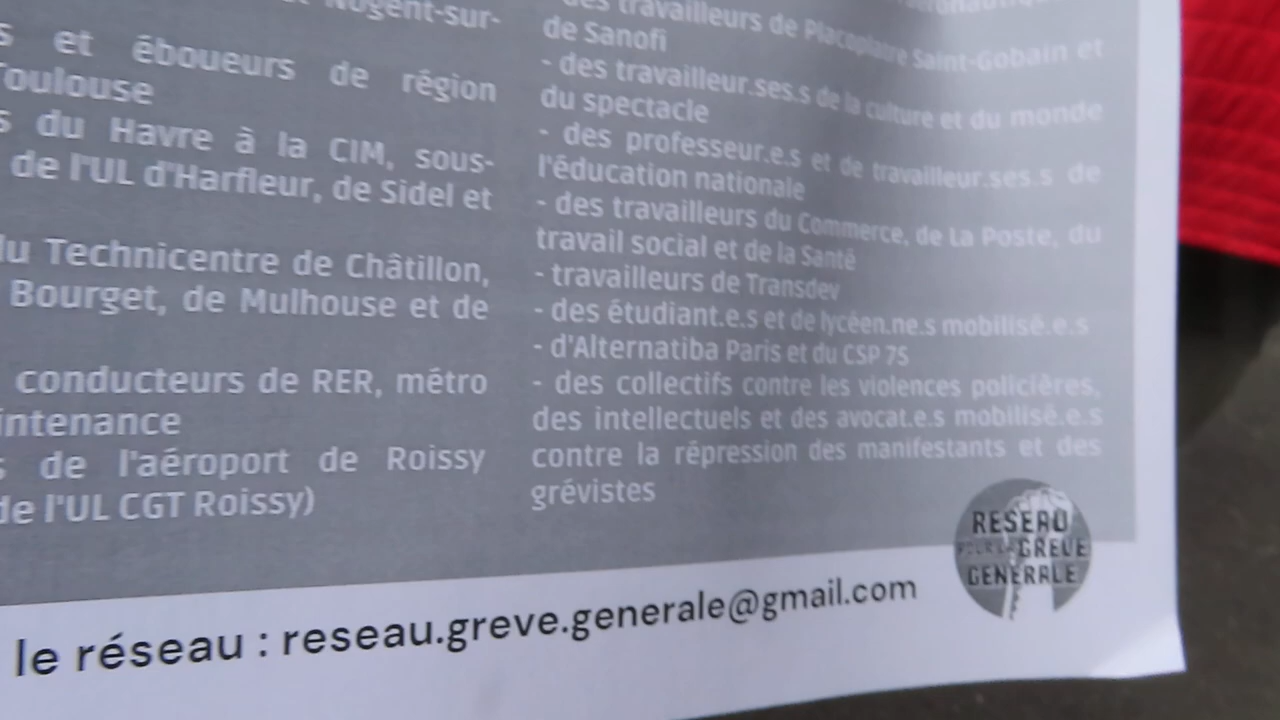 Nogent-sur-
et éboueurs de région
Toulouse
du Havre à la CIM, sous-
de l'UL d'Harfleur, de Sidel et
du Technicentre de Châtillon,
Bourget, de Mulhouse et de
conducteurs de RER, métro
intenance
de l'aéroport de Roissy
de l'UL CGT Roissy)
des travailleurs de Placoplatre Saint-Gobain et
de Sanofi
- des travailleur.ses.s de la culture et du monde
du spectacle
- des professeur.e.s et de travailleur.ses.s de
l'éducation nationale
- des travailleurs du Commerce, de La Poste, du
travail social et de la Santé
- travailleurs de Transdev
- des étudiant.e.s et de lycéen.ne.s mobilisé.e.s
- d'Alternatiba Paris et du CSP 75
- des collectifs contre les violences policières,
des intellectuels et des avocat.e.s mobilisé.e.s
contre la répression des manifestants et des
grévistes
RESEAU
POUR LA GREVE
GENERALE
le réseau : reseau.greve.generale@gmail.com